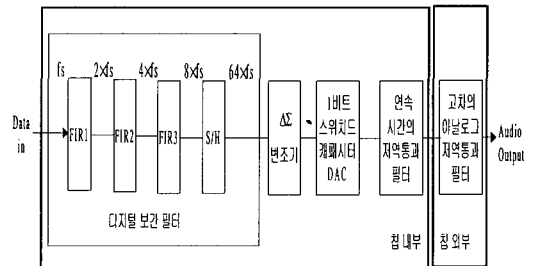 fs
2×fs
4×fs
8×fs
64×fs
Data
in
FIR1
FIR2
FIR3
S/H
ΔΣ
변조기
1비트
스위치드
캐패시터
DAC
연속
시간의
저역통과
필터
고차의
아날로그
저역통과
필터
Audio
Output
디지털 보간 필터
칩 내부
칩 외부